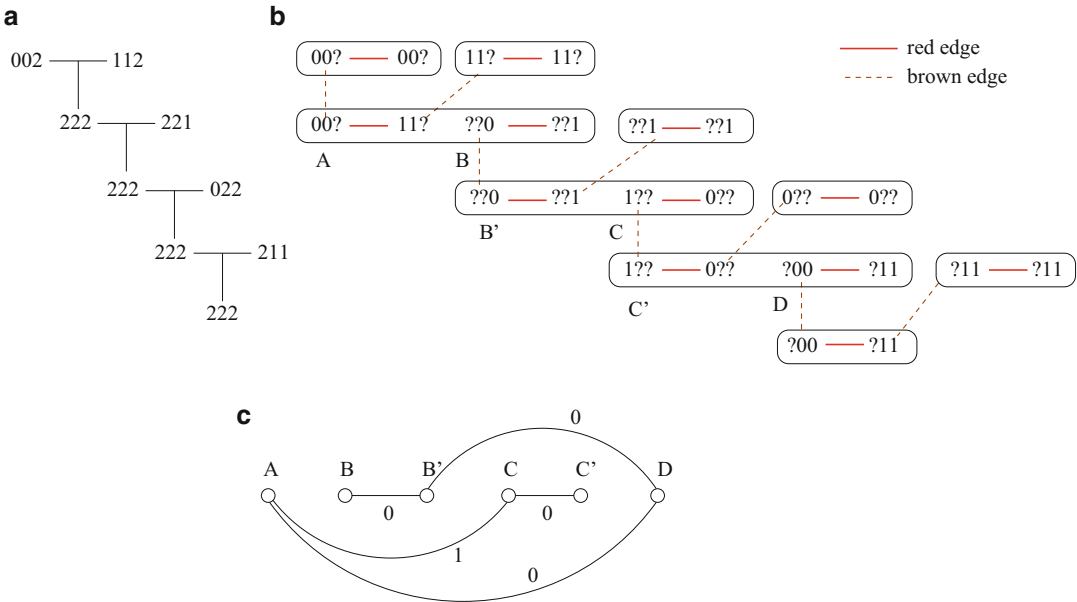 a
002 112
222 221
222 022
222 211
222
b
00? 00? 11? 11?
red edge
brown edge
00? 11? ??0 ??1 ??1 ??1
A B
??0 ??1 1?? 0?? 0?? 0??
B' C
1?? 0?? ?00 ?11 ?11 ?11
C' D
?00 ?11
c
0
A B B' C C' D
0 0
1
0